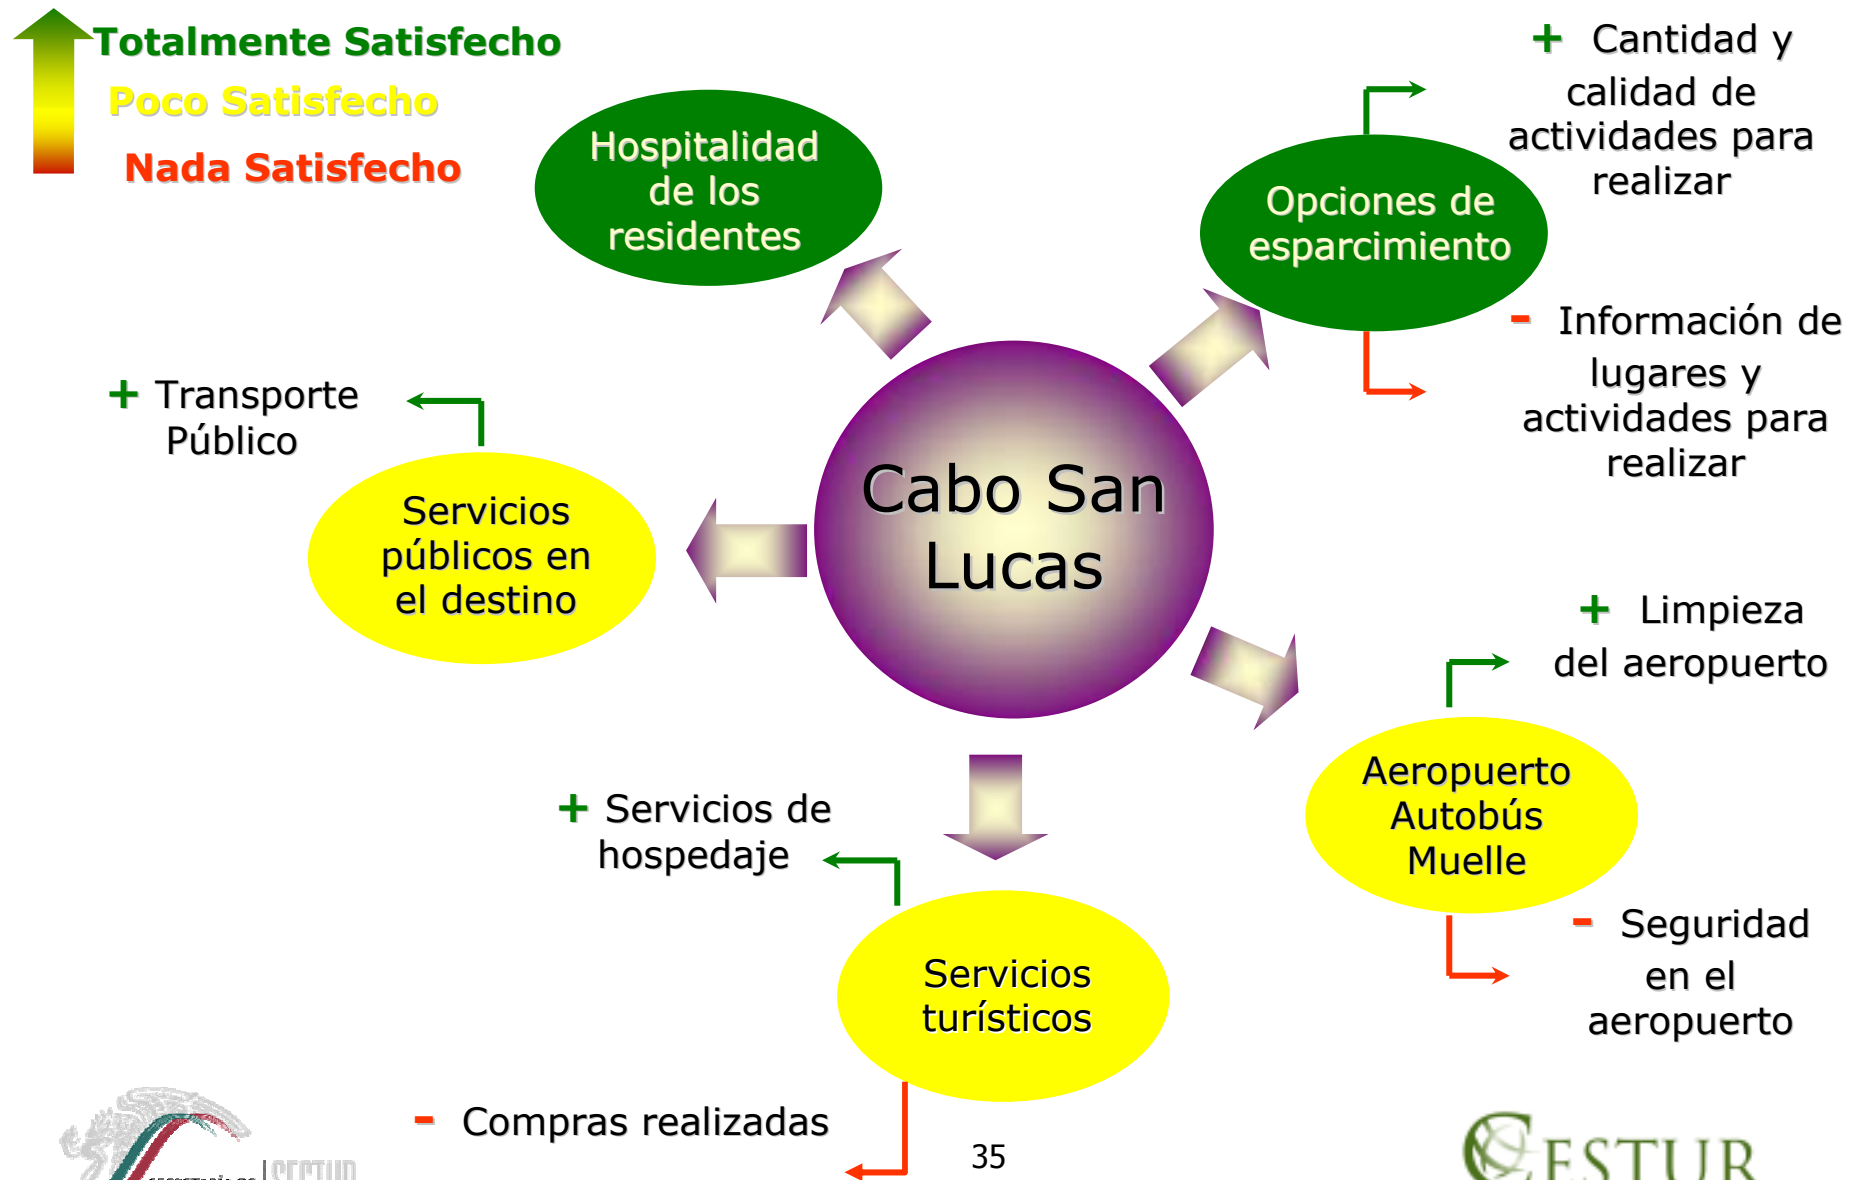 Totalmente Satisfecho
Poco Satisfecho
Nada Satisfecho
Hospitalidad
de los
residentes
+ Cantidad y
calidad de
actividades para
realizar
Opciones de
esparcimiento
- Información de
lugares y
actividades para
realizar
+ Transporte
Público
Servicios
públicos en
el destino
Cabo San
Lucas
+ Limpieza
del aeropuerto
Aeropuerto
Autobús
Muelle
- Seguridad
en el
aeropuerto
+ Servicios de
hospedaje
Servicios
turísticos
- Compras realizadas
35
CESTUR